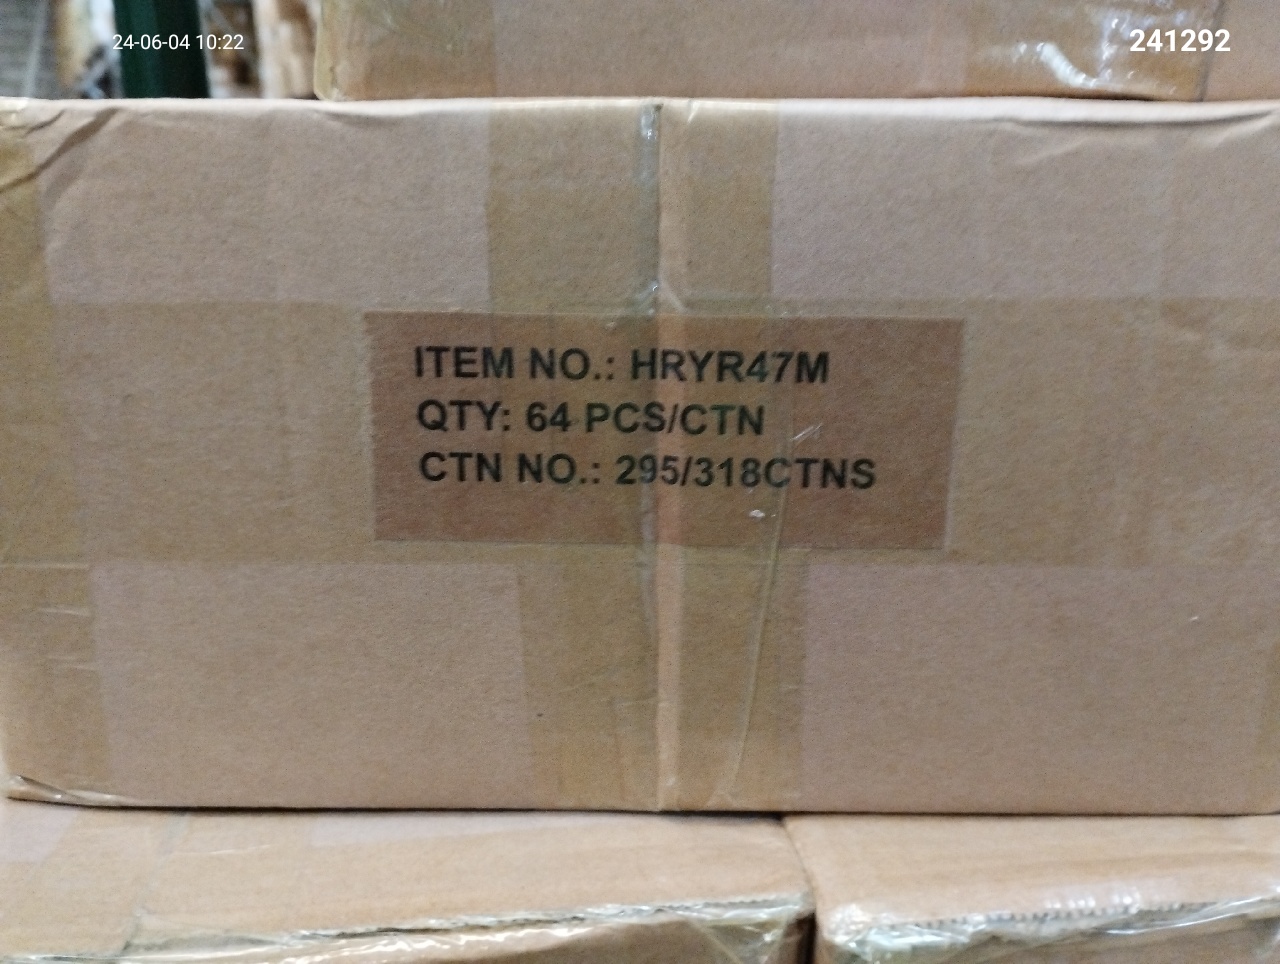 24-06-04 10:22
241292
ITEM NO.: HRYR47M
QTY: 64 PCS/CTN
CTN NO.: 295/318CTNS